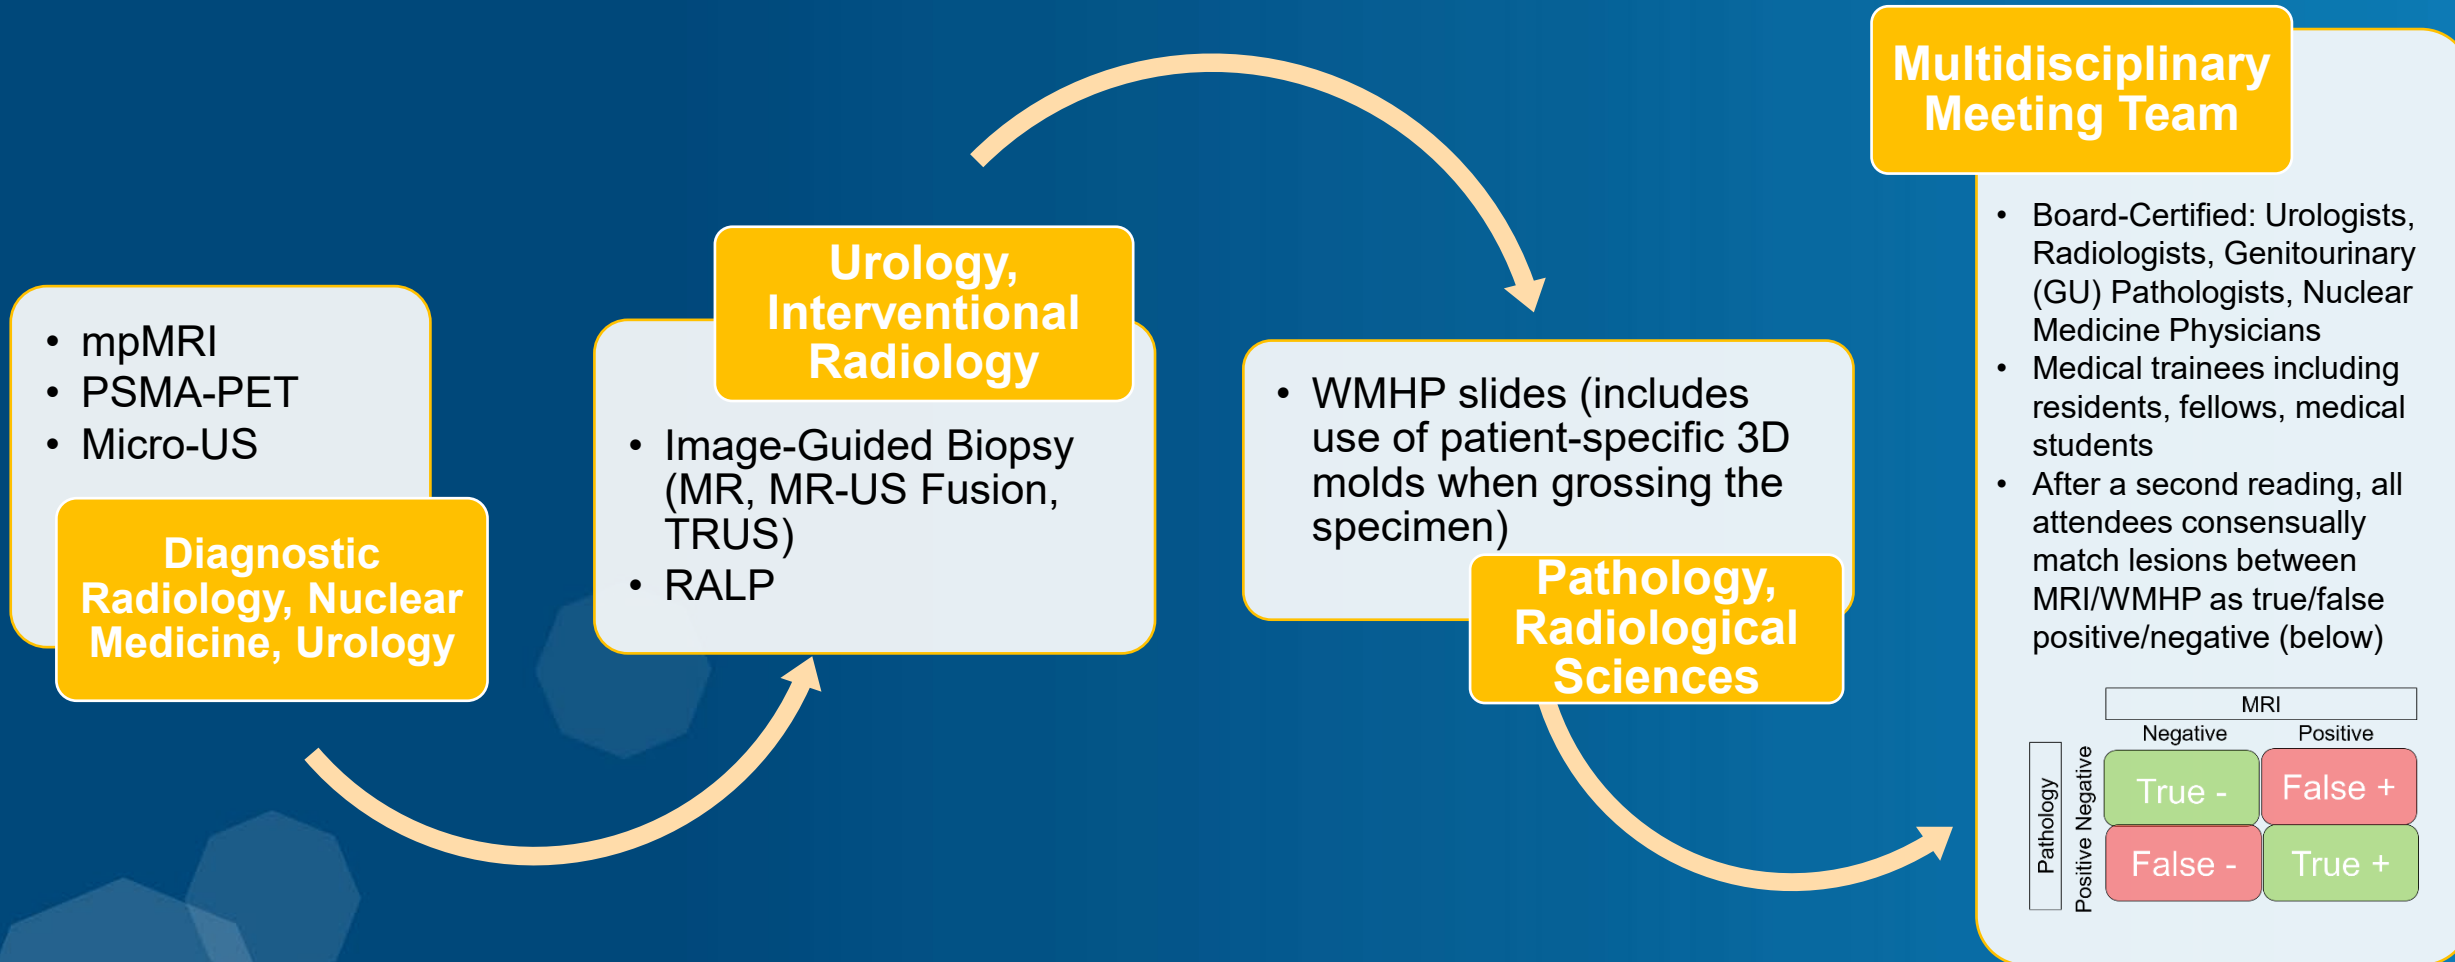 • mpMRI
• PSMA-PET
• Micro-US
Diagnostic
Radiology, Nuclear
Medicine, Urology
Urology,
Interventional
Radiology
• Image-Guided Biopsy
(MR, MR-US Fusion,
TRUS)
• RALP
• WMHP slides (includes
use of patient-specific 3D
molds when grossing the
specimen)
Pathology,
Radiological
Sciences
Multidisciplinary
Meeting Team
• Board-Certified: Urologists,
Radiologists, Genitourinary
(GU) Pathologists, Nuclear
Medicine Physicians
• Medical trainees including
residents, fellows, medical
students
• After a second reading, all
attendees consensually
match lesions between
MRI/WMHP as true/false
positive/negative (below)
MRI
Negative Positive
Pathology
Negative
True - False +
Positive
False - True +